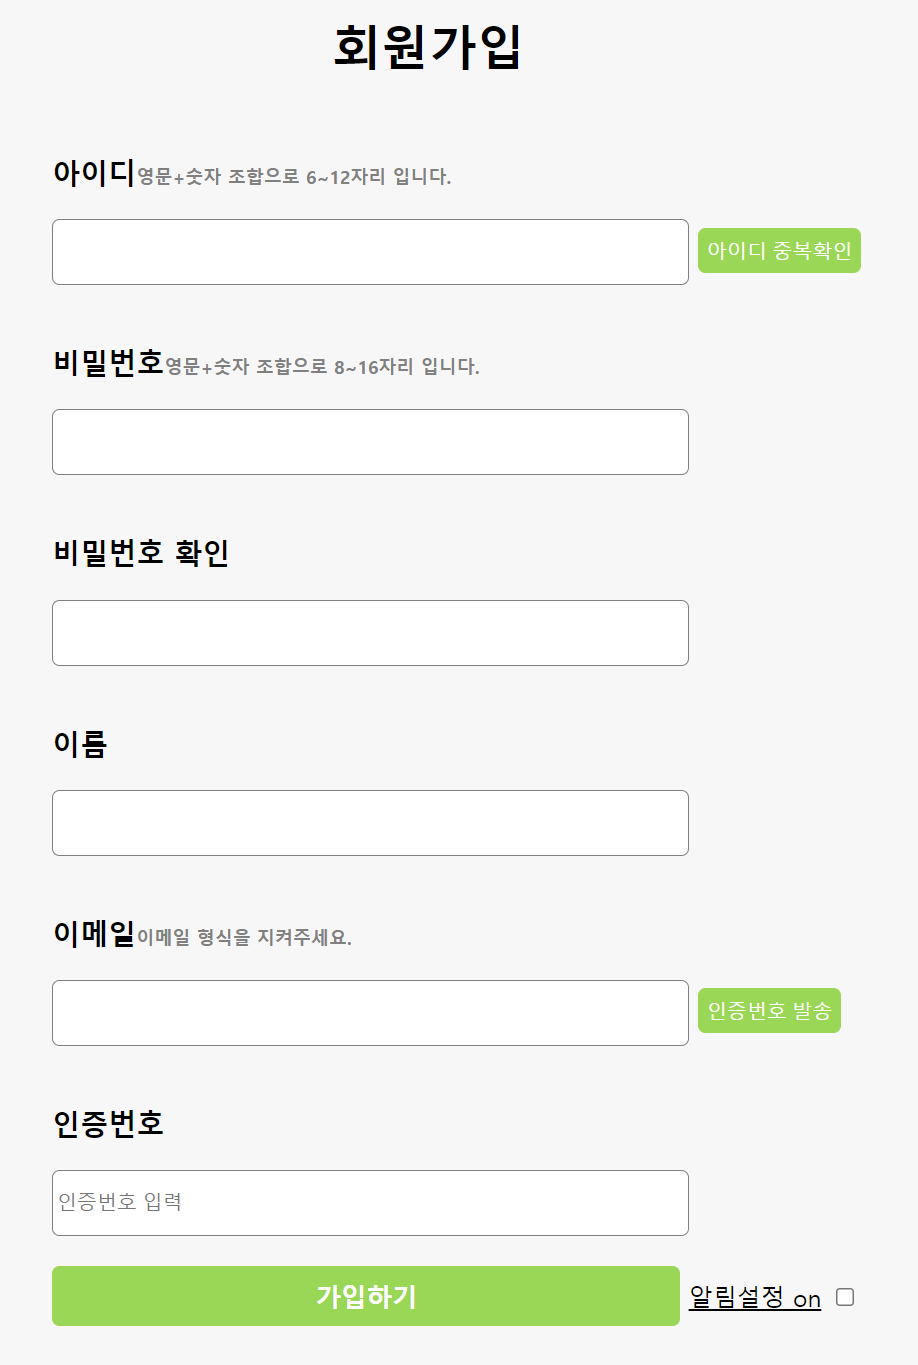 회원가입
아이디영문+숫자 조합으로 6~12자리 입니다.
아이디 중복확인
비밀번호영문+숫자 조합으로 8~16자리 입니다.
비밀번호 확인
이름
이메일이메일 형식을 지켜주세요.
인증번호 발송
인증번호
인증번호 입력
가입하기 알림설정 on